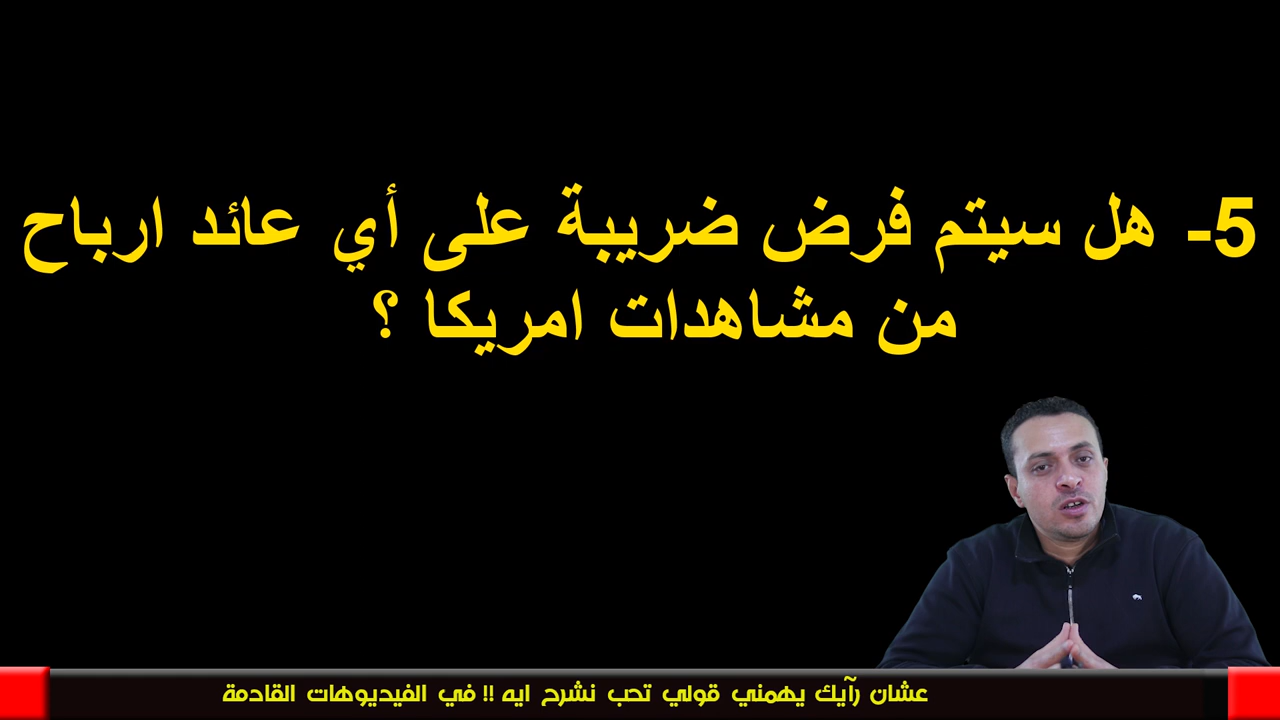 5- هل سيتم فرض ضريبة على أي عائد ارباح
من مشاهدات امريكا ؟
عشان رآيك يهمني قولي تحب نشرح ايه !! في الفيديوهات القادمة